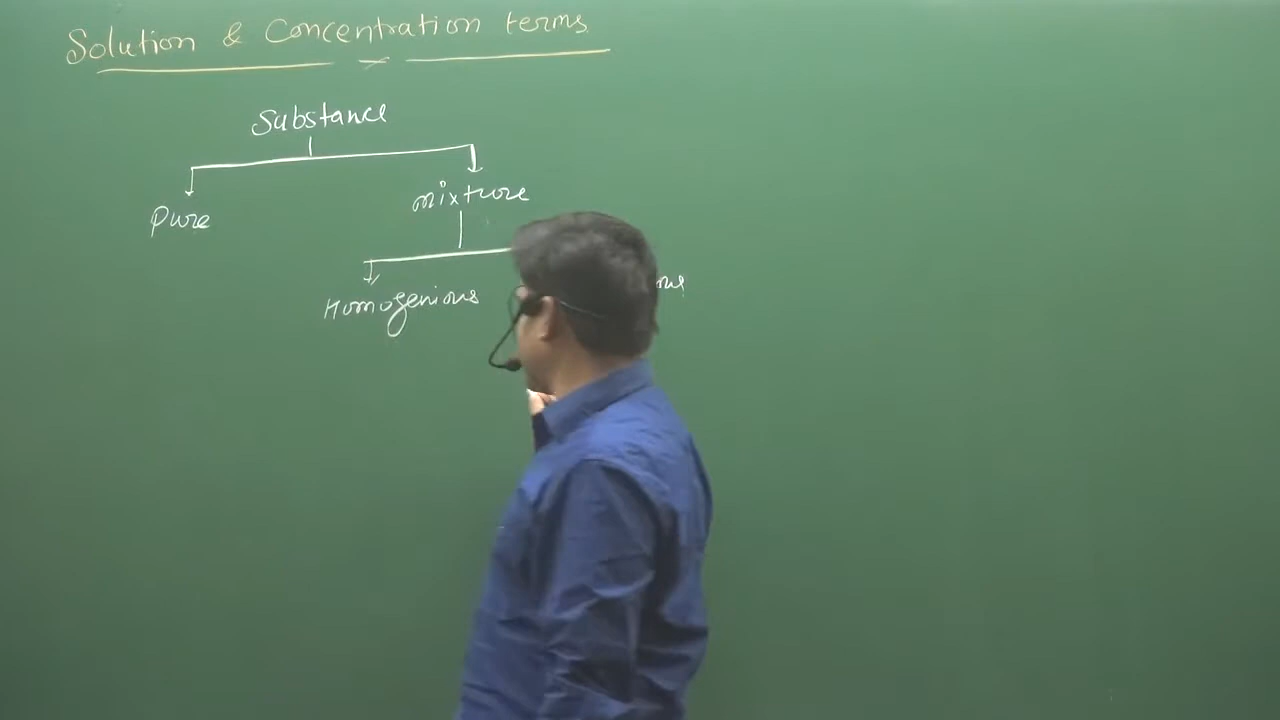 Solution & Concentration terms
Substance
Pure
mixture
Homogenious